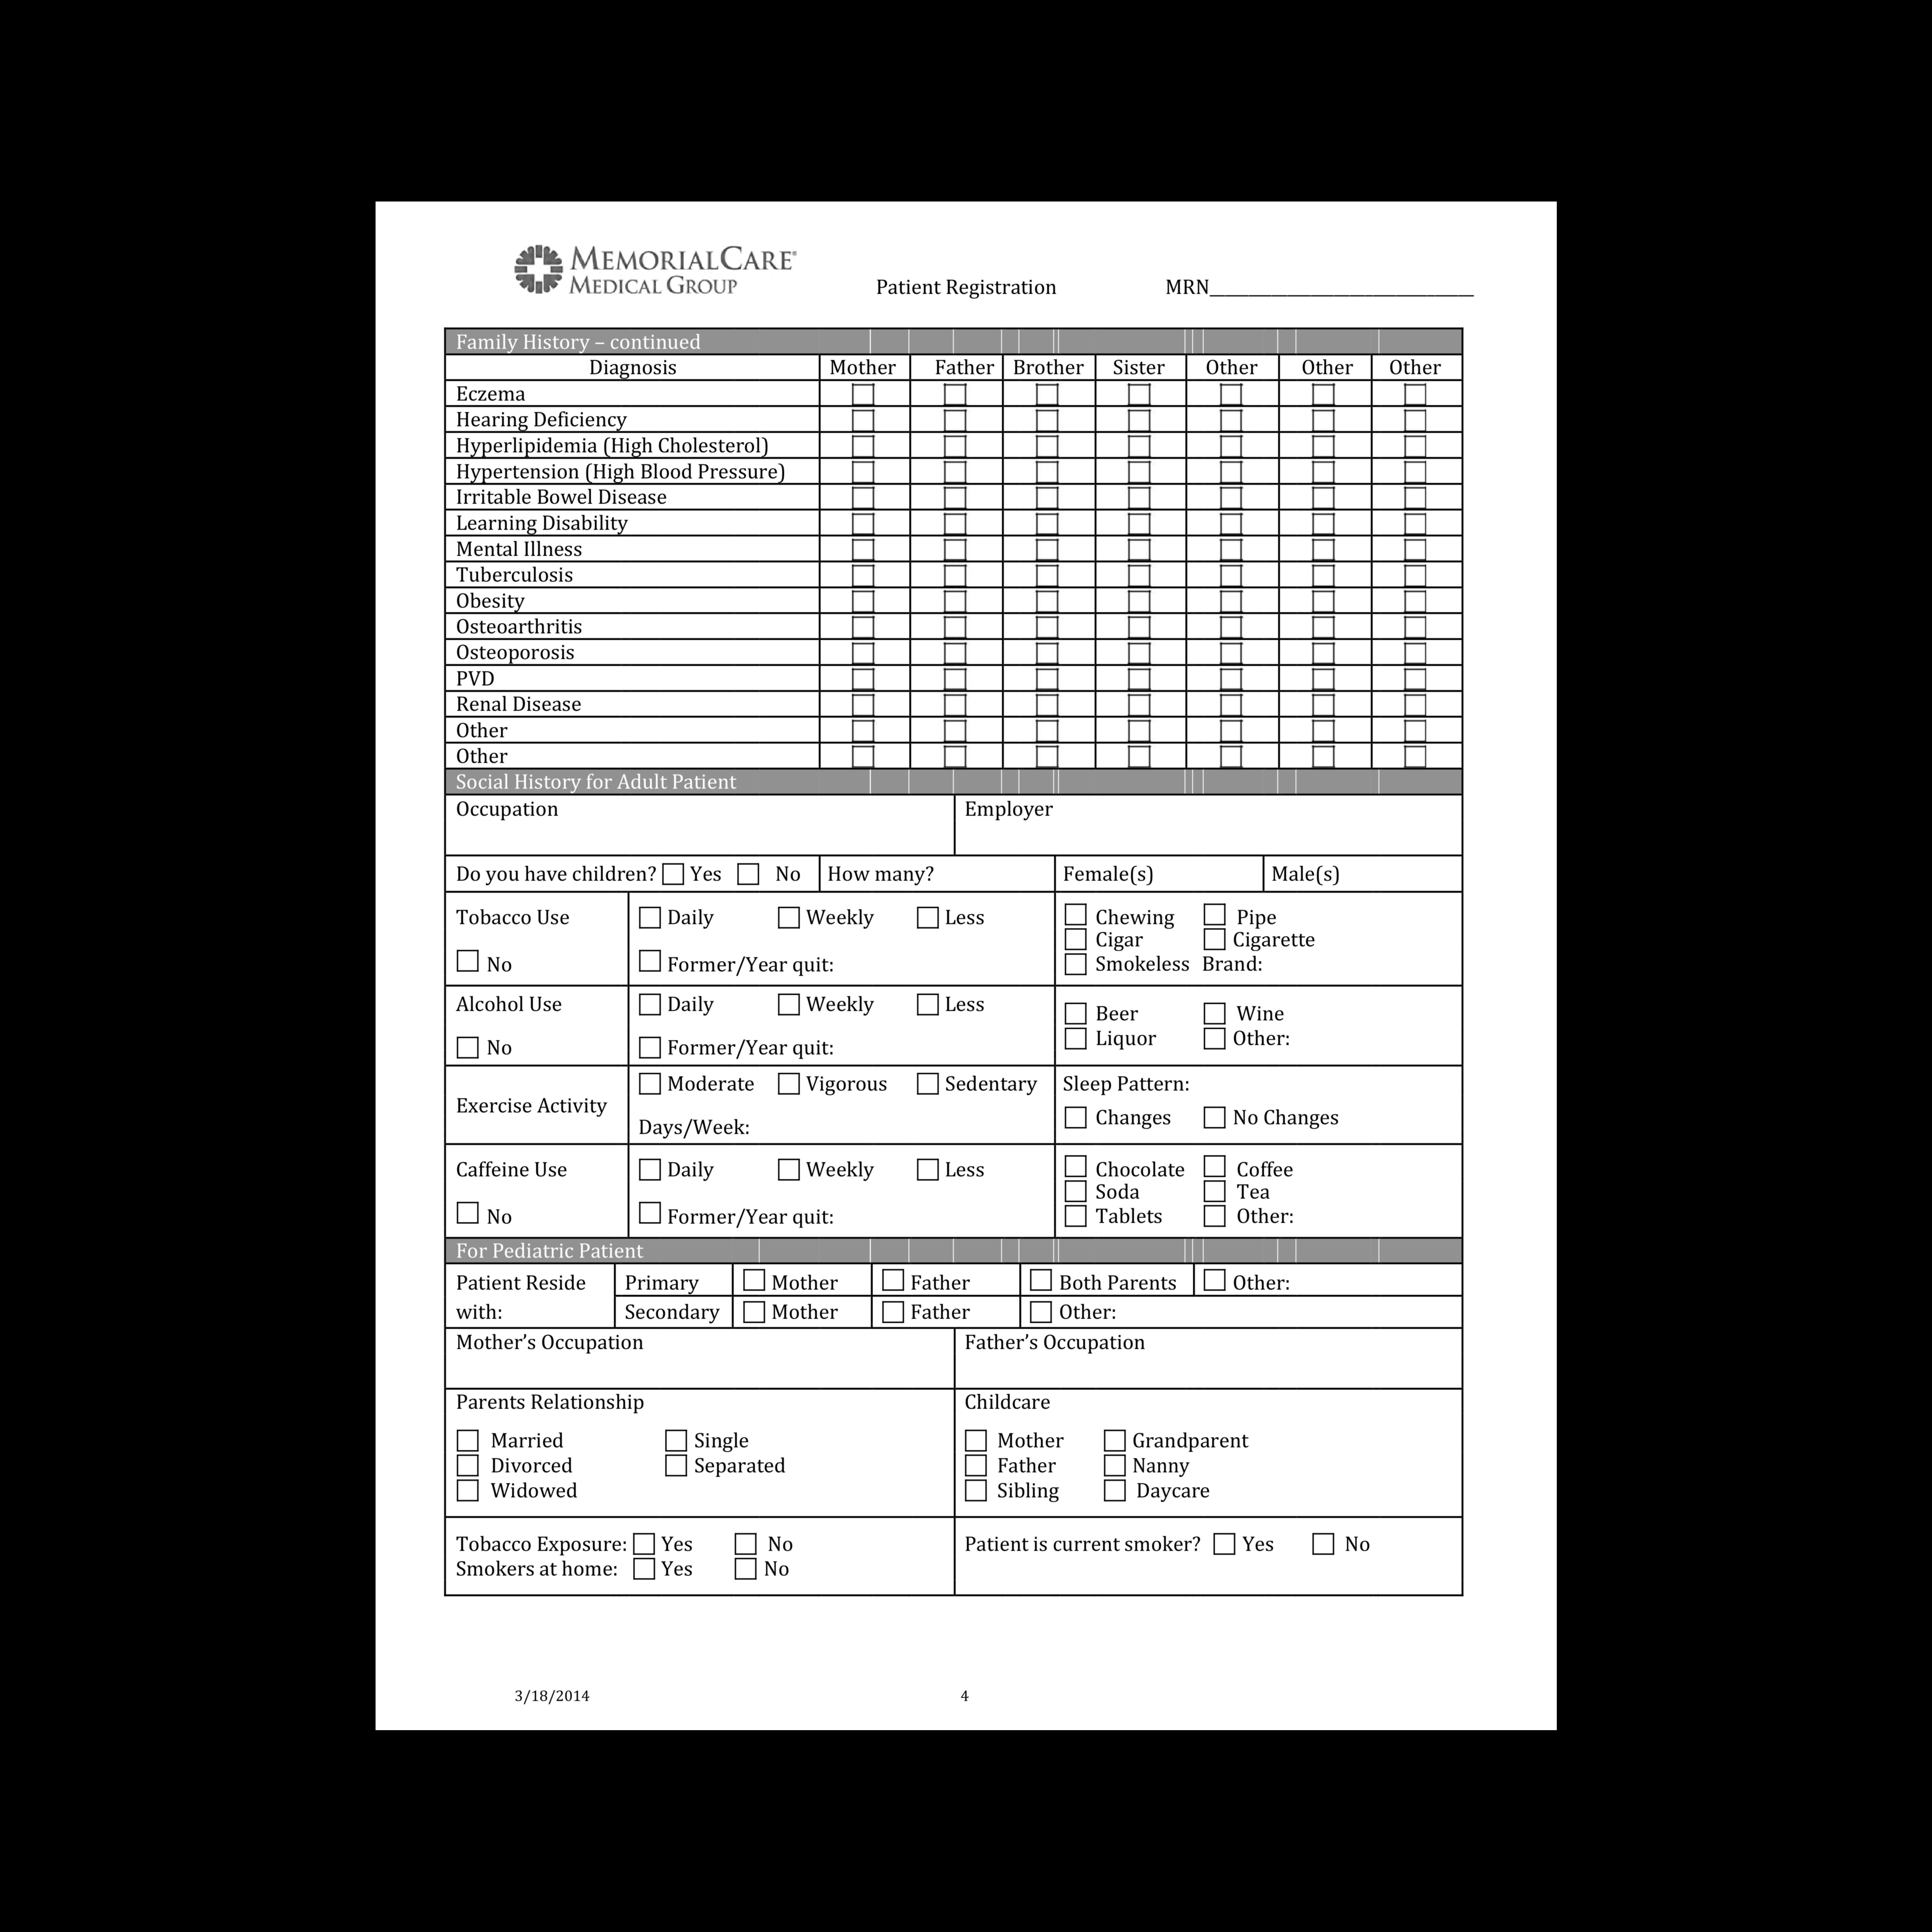 MEMORIALCARE®
MEDICAL GROUP
Patient Registration MRN______________________________
Family History – continued
Diagnosis Mother Father Brother Sister Other Other Other
Eczema
Hearing Deficiency
Hyperlipidemia (High Cholesterol)
Hypertension (High Blood Pressure)
Irritable Bowel Disease
Learning Disability
Mental Illness
Tuberculosis
Obesity
Osteoarthritis
Osteoporosis
PVD
Renal Disease
Other
Other
Social History for Adult Patient
Occupation Employer
Do you have children? Yes No How many? Female(s) Male(s)
Tobacco Use Daily Weekly Less Chewing Pipe
Cigar Cigarette
No Former/Year quit: Smokeless Brand:
Alcohol Use Daily Weekly Less Beer Wine
No Former/Year quit: Liquor Other:
Exercise Activity Moderate Vigorous Sedentary Sleep Pattern:
Days/Week: Changes No Changes
Caffeine Use Daily Weekly Less Chocolate Coffee
Soda Tea
No Former/Year quit: Tablets Other:
For Pediatric Patient
Patient Reside Primary Mother Father Both Parents Other:
with: Secondary Mother Father Other:
Mother’s Occupation Father’s Occupation
Parents Relationship Childcare
Married Single Mother Grandparent
Divorced Separated Father Nanny
Widowed Sibling Daycare
Tobacco Exposure: Yes No Patient is current smoker? Yes No
Smokers at home: Yes No
3/18/2014 4